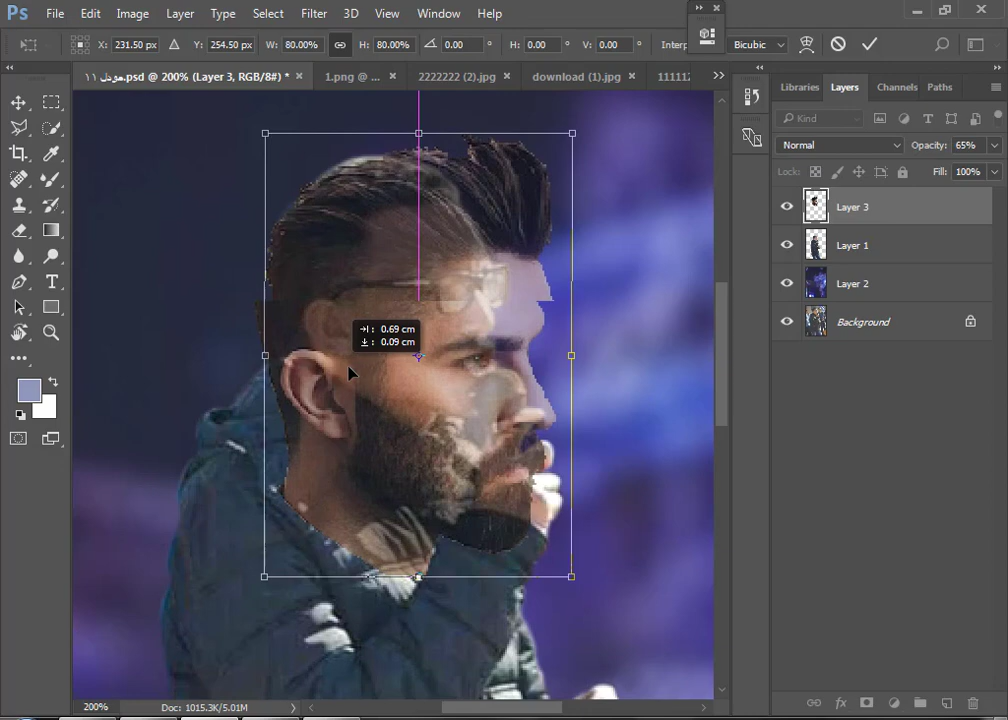 Ps File Edit Image Layer Type Select Filter 3D View Window Help
X: 231.50 px Y: 254.50 px W: 80.00% H: 80.00% 0.00 ° H: 0.00 ° V: 0.00 ° Interp Bicubic
مودل ١١.psd @ 200% (Layer 3, RGB/8#) * 1.png @ ... 2222222 (2).jpg download (1).jpg 111112
Libraries Layers Channels Paths
Kind
Normal Opacity: 65%
Lock: Fill: 100%
Layer 3
Layer 1
Layer 2
Background
0.69 cm
0.09 cm
T
200% Doc: 1015.3K/5.01M
fx